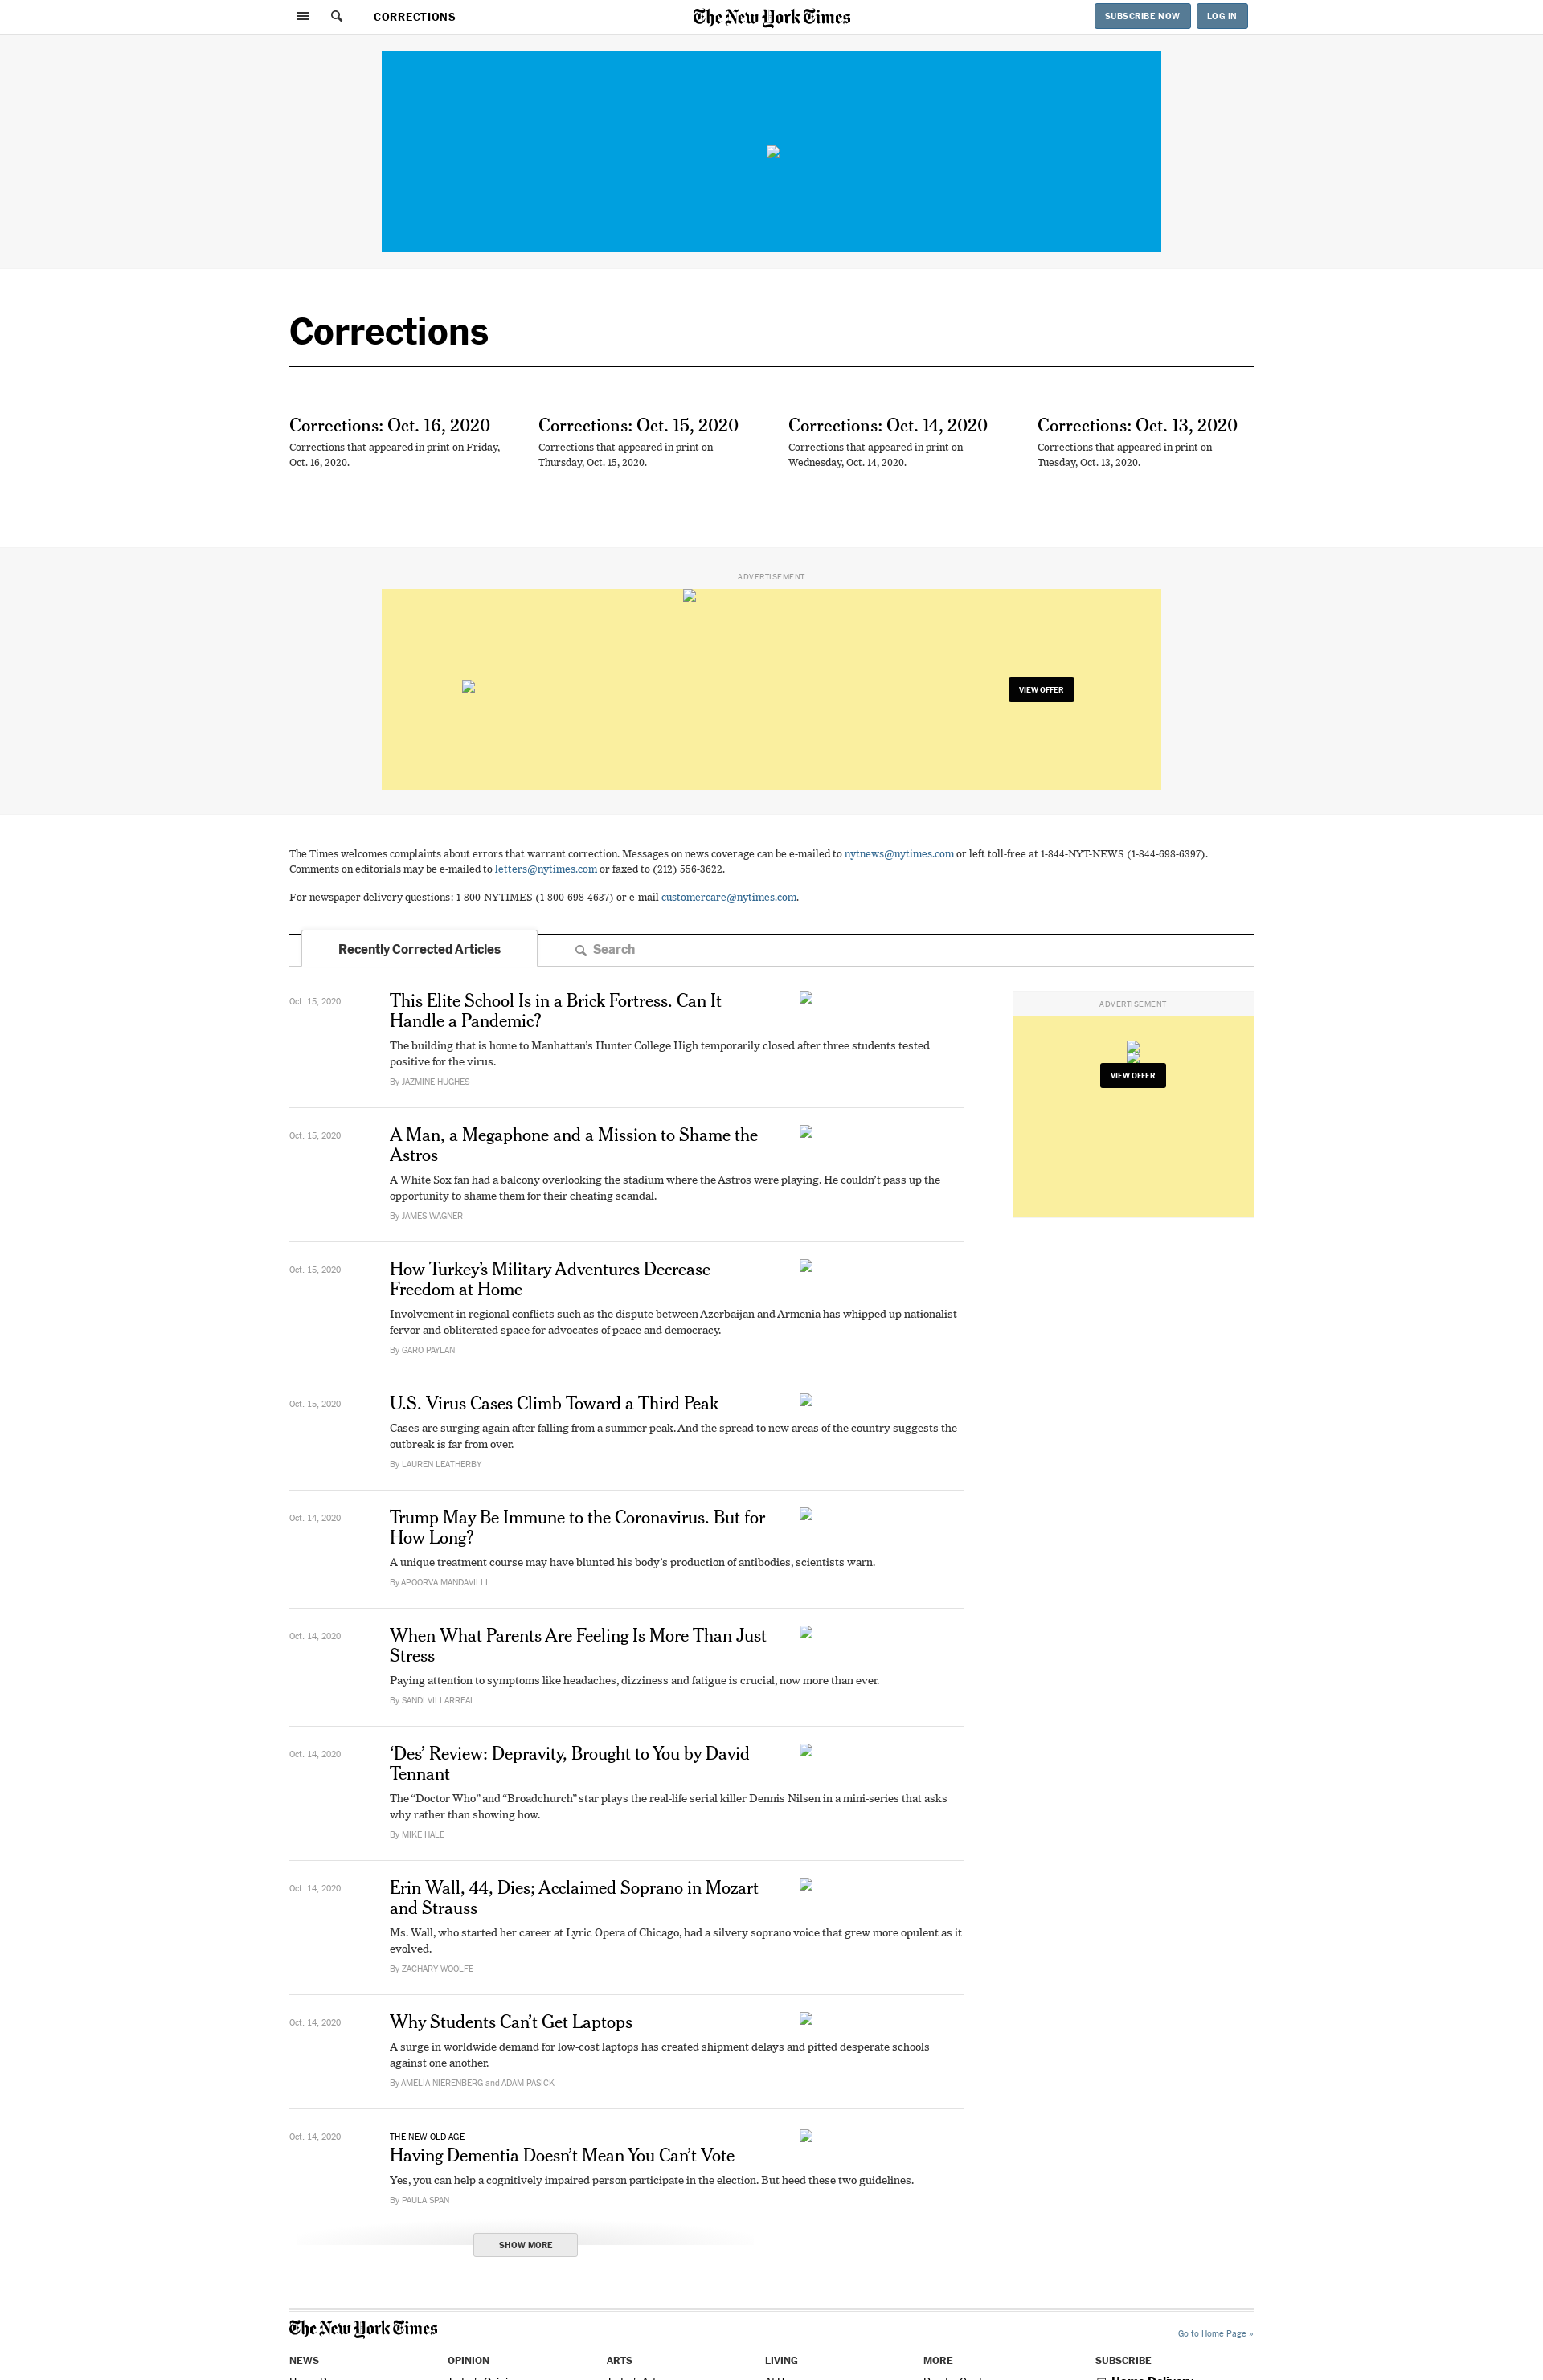 CORRECTIONS
The New York Times
SUBSCRIBE NOW
LOG IN
Corrections
Corrections: Oct. 16, 2020
Corrections that appeared in print on Friday,
Oct. 16, 2020.
Corrections: Oct. 15, 2020
Corrections that appeared in print on
Thursday, Oct. 15, 2020.
Corrections: Oct. 14, 2020
Corrections that appeared in print on
Wednesday, Oct. 14, 2020.
Corrections: Oct. 13, 2020
Corrections that appeared in print on
Tuesday, Oct. 13, 2020.
ADVERTISEMENT
VIEW OFFER
The Times welcomes complaints about errors that warrant correction. Messages on news coverage can be e-mailed to nytnews@nytimes.com or left toll-free at 1-844-NYT-NEWS (1-844-698-6397).
Comments on editorials may be e-mailed to letters@nytimes.com or faxed to (212) 556-3622.
For newspaper delivery questions: 1-800-NYTIMES (1-800-698-4637) or e-mail customercare@nytimes.com.
Recently Corrected Articles
Search
Oct. 15, 2020
This Elite School Is in a Brick Fortress. Can It
Handle a Pandemic?
The building that is home to Manhattan’s Hunter College High temporarily closed after three students tested
positive for the virus.
By JAZMINE HUGHES
ADVERTISEMENT
VIEW OFFER
Oct. 15, 2020
A Man, a Megaphone and a Mission to Shame the
Astros
A White Sox fan had a balcony overlooking the stadium where the Astros were playing. He couldn’t pass up the
opportunity to shame them for their cheating scandal.
By JAMES WAGNER
Oct. 15, 2020
How Turkey’s Military Adventures Decrease
Freedom at Home
Involvement in regional conflicts such as the dispute between Azerbaijan and Armenia has whipped up nationalist
fervor and obliterated space for advocates of peace and democracy.
By GARO PAYLAN
Oct. 15, 2020
U.S. Virus Cases Climb Toward a Third Peak
Cases are surging again after falling from a summer peak. And the spread to new areas of the country suggests the
outbreak is far from over.
By LAUREN LEATHERBY
Oct. 14, 2020
Trump May Be Immune to the Coronavirus. But for
How Long?
A unique treatment course may have blunted his body’s production of antibodies, scientists warn.
By APOORVA MANDAVILLI
Oct. 14, 2020
When What Parents Are Feeling Is More Than Just
Stress
Paying attention to symptoms like headaches, dizziness and fatigue is crucial, now more than ever.
By SANDI VILLARREAL
Oct. 14, 2020
‘Des’ Review: Depravity, Brought to You by David
Tennant
The “Doctor Who” and “Broadchurch” star plays the real-life serial killer Dennis Nilsen in a mini-series that asks
why rather than showing how.
By MIKE HALE
Oct. 14, 2020
Erin Wall, 44, Dies; Acclaimed Soprano in Mozart
and Strauss
Ms. Wall, who started her career at Lyric Opera of Chicago, had a silvery soprano voice that grew more opulent as it
evolved.
By ZACHARY WOOLFE
Oct. 14, 2020
Why Students Can’t Get Laptops
A surge in worldwide demand for low-cost laptops has created shipment delays and pitted desperate schools
against one another.
By AMELIA NIERENBERG and ADAM PASICK
Oct. 14, 2020
THE NEW OLD AGE
Having Dementia Doesn’t Mean You Can’t Vote
Yes, you can help a cognitively impaired person participate in the election. But heed these two guidelines.
By PAULA SPAN
SHOW MORE
The New York Times
Go to Home Page »
NEWS
OPINION
ARTS
LIVING
MORE
SUBSCRIBE